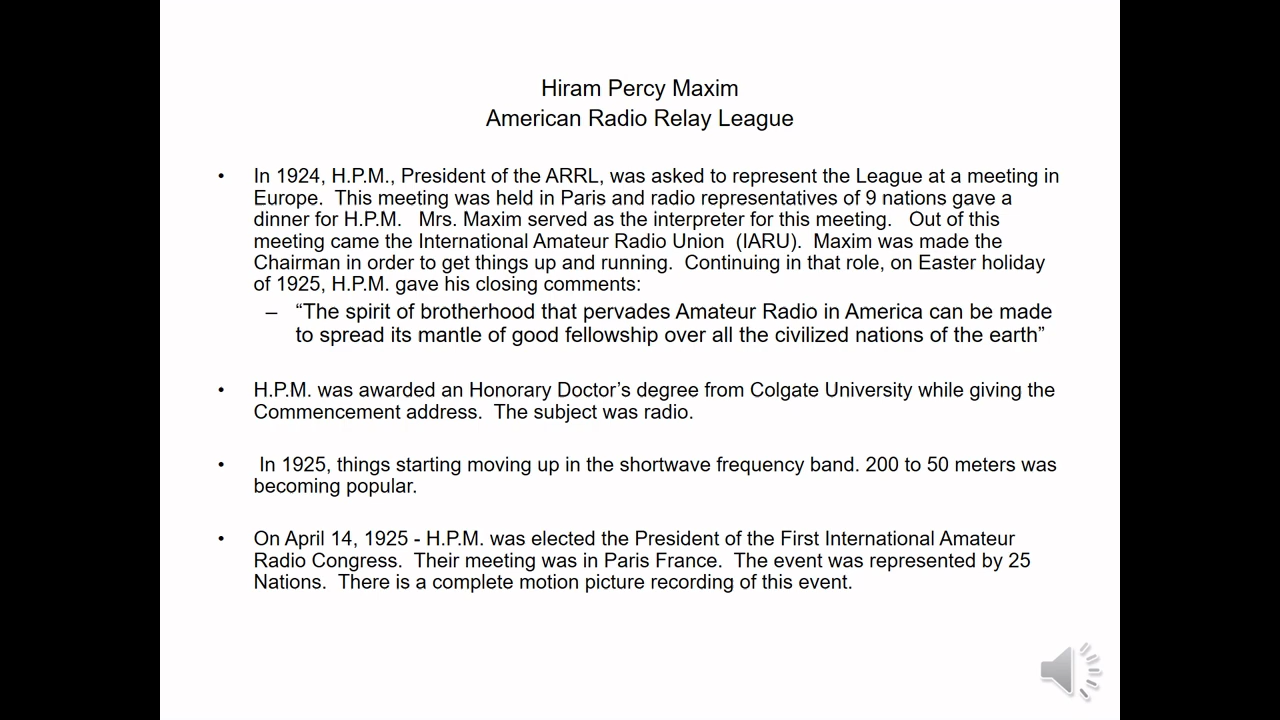 Hiram Percy Maxim
American Radio Relay League
• In 1924, H.P.M., President of the ARRL, was asked to represent the League at a meeting in
Europe.  This meeting was held in Paris and radio representatives of 9 nations gave a
dinner for H.P.M.   Mrs. Maxim served as the interpreter for this meeting.   Out of this
meeting came the International Amateur Radio Union  (IARU).  Maxim was made the
Chairman in order to get things up and running.  Continuing in that role, on Easter holiday
of 1925, H.P.M. gave his closing comments:
– “The spirit of brotherhood that pervades Amateur Radio in America can be made
to spread its mantle of good fellowship over all the civilized nations of the earth”
• H.P.M. was awarded an Honorary Doctor’s degree from Colgate University while giving the
Commencement address.  The subject was radio.
• In 1925, things starting moving up in the shortwave frequency band. 200 to 50 meters was
becoming popular.
• On April 14, 1925 - H.P.M. was elected the President of the First International Amateur
Radio Congress.  Their meeting was in Paris France.  The event was represented by 25
Nations.  There is a complete motion picture recording of this event.